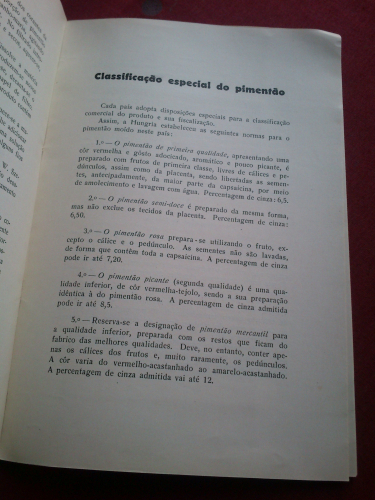 Classificação especial do pimentão
Cada país adopta disposições especiais para a classificação
comercial do produto e sua fiscalização.
Assim, a Hungria estabeleceu as seguintes normas para o
pimentão moído neste país:
1.º — O pimentão de primeira qualidade, apresentando uma
côr vermelha e gôsto adocicado, aromático e pouco picante, é
preparado com frutos de primeira classe, livres de cálices e pe-
dúnculos, assim como da placenta, sendo libertadas as semen-
tes, antecipadamente, da maior parte da capsaicina, por meio
de amolecimento e lavagem com água. Percentagem de cinza: 6,5.
2.º — O pimentão semi-doce é preparado da mesma forma,
mas não exclue os tecidos da placenta. Percentagem de cinza:
6,50.
3.º — O pimentão rosa prepara-se utilizando o fruto, ex-
cepto o cálice e o pedúnculo. As sementes não são lavadas,
de forma que contêm toda a capsaicina. A percentagem de cinza
pode ir até 7,20.
4.º — O pimentão picante (segunda qualidade) é uma qua-
lidade inferior, de côr vermelha-tejolo, sendo a sua preparação
idêntica à do pimentão rosa. A percentagem de cinza admitida
pode ir até 8,5.
5.º — Reserva-se a designação de pimentão mercantil para
a qualidade inferior, preparada com os restos que ficam do
fabrico das melhores qualidades. Deve, no entanto, conter ape-
nas os cálices dos frutos e, muito raramente, os pedúnculos.
A côr varia do vermelho-acastanhado ao amarelo-acastanhado.
A percentagem de cinza admitida vai até 12.